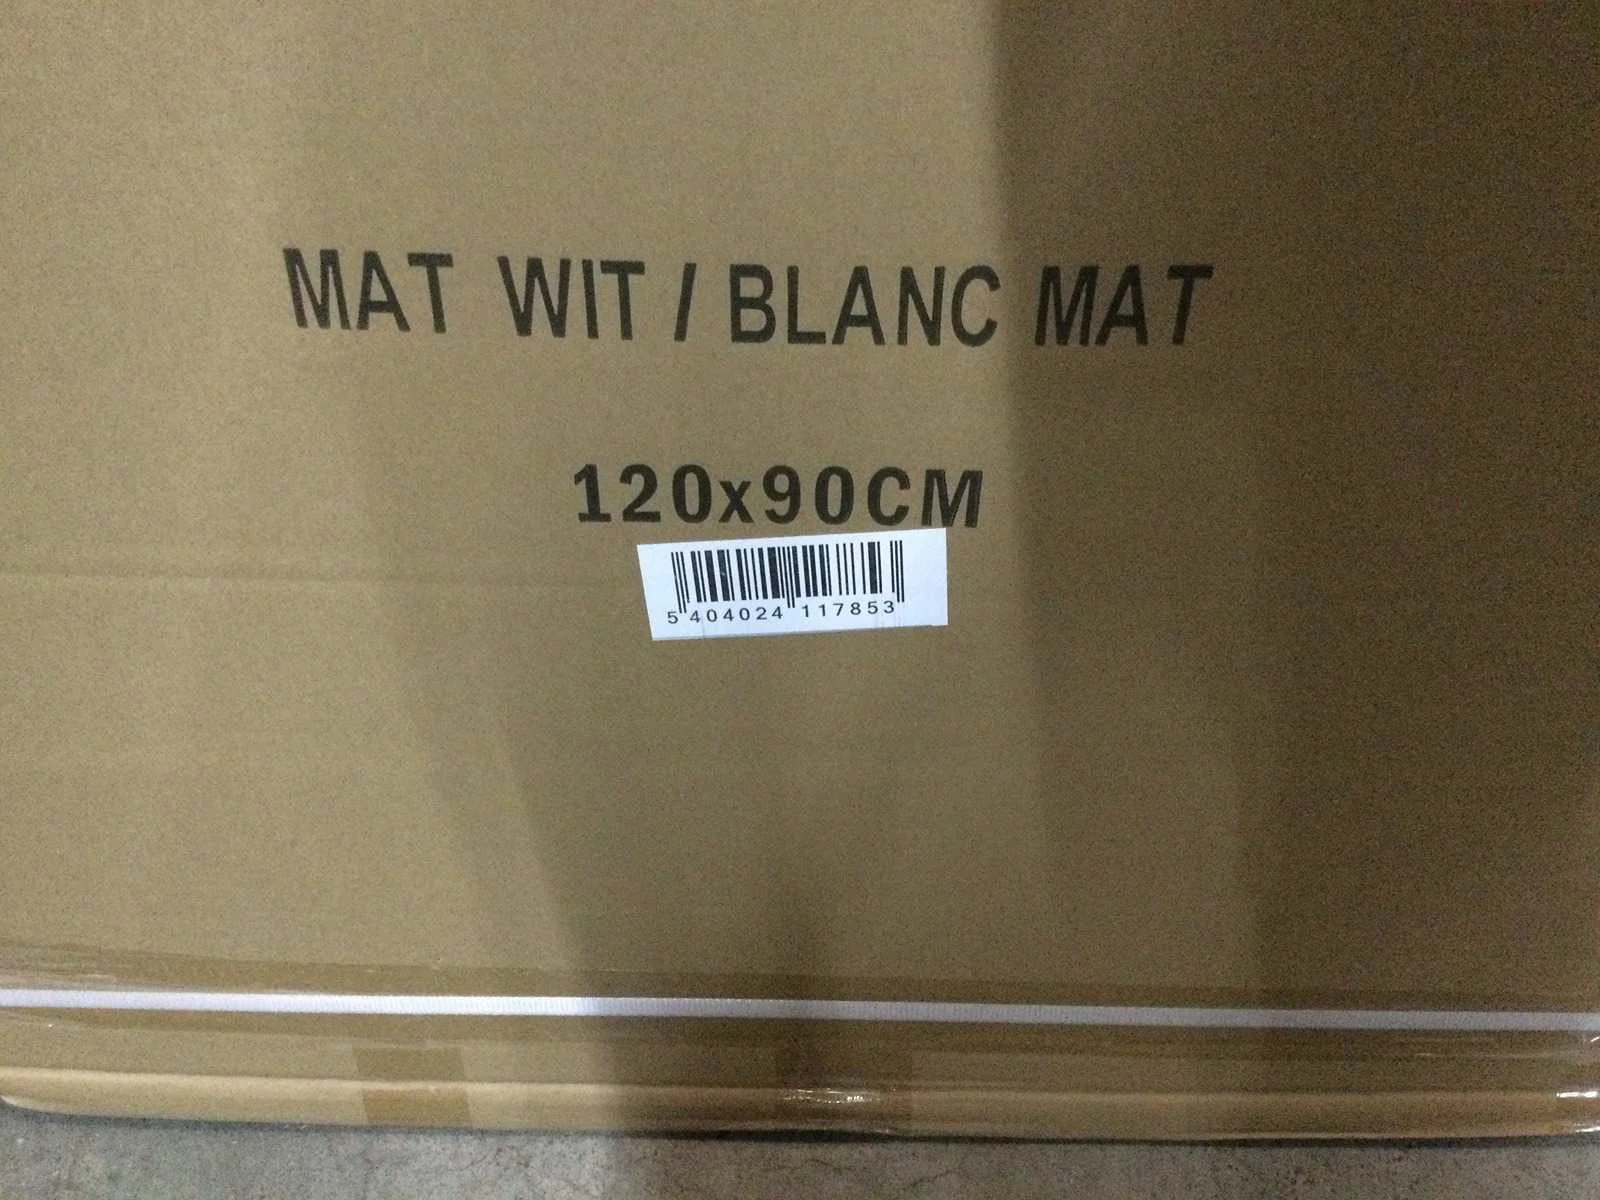 MAT WIT / BLANC MAT
120x90CM
5 404024 117853